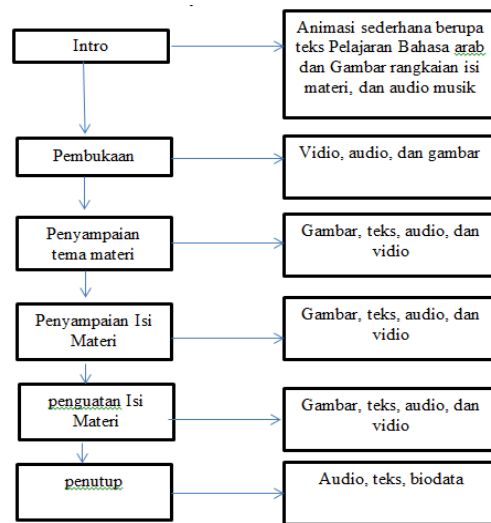 Intro
Animasi sederhana berupa
teks Pelajaran Bahasa arab
dan Gambar rangkaian isi
materi, dan audio musik
Pembukaan
Vidio, audio, dan gambar
Penyampaian
tema materi
Gambar, teks, audio, dan
vidio
Penyampaian Isi
Materi
Gambar, teks, audio, dan
vidio
penguatan Isi
Materi
Gambar, teks, audio, dan
vidio
penutup
Audio, teks, biodata